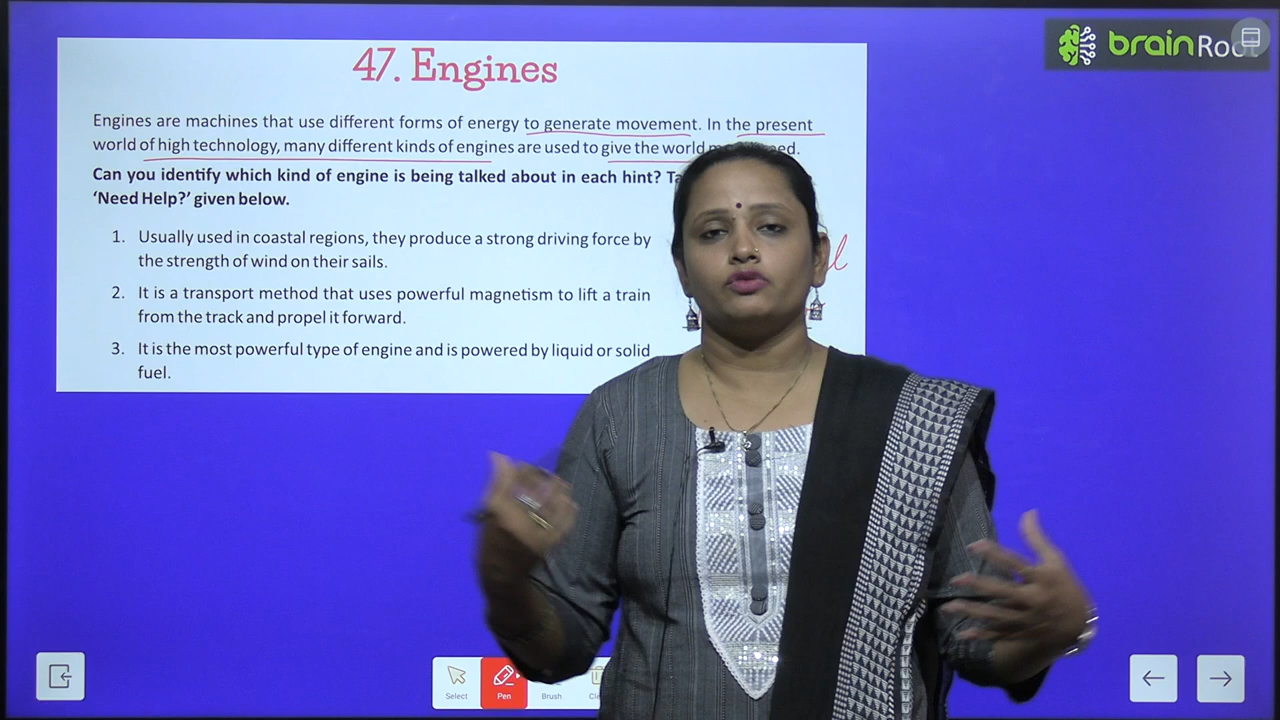 brainRoot
47. Engines
Engines are machines that use different forms of energy to generate movement. In the present
world of high technology, many different kinds of engines are used to give the world
Can you identify which kind of engine is being talked about in each hint?
‘Need Help?’ given below.
1. Usually used in coastal regions, they produce a strong driving force by
the strength of wind on their sails.
2. It is a transport method that uses powerful magnetism to lift a train
from the track and propel it forward.
3. It is the most powerful type of engine and is powered by liquid or solid
fuel.
Select
Pen
Brush